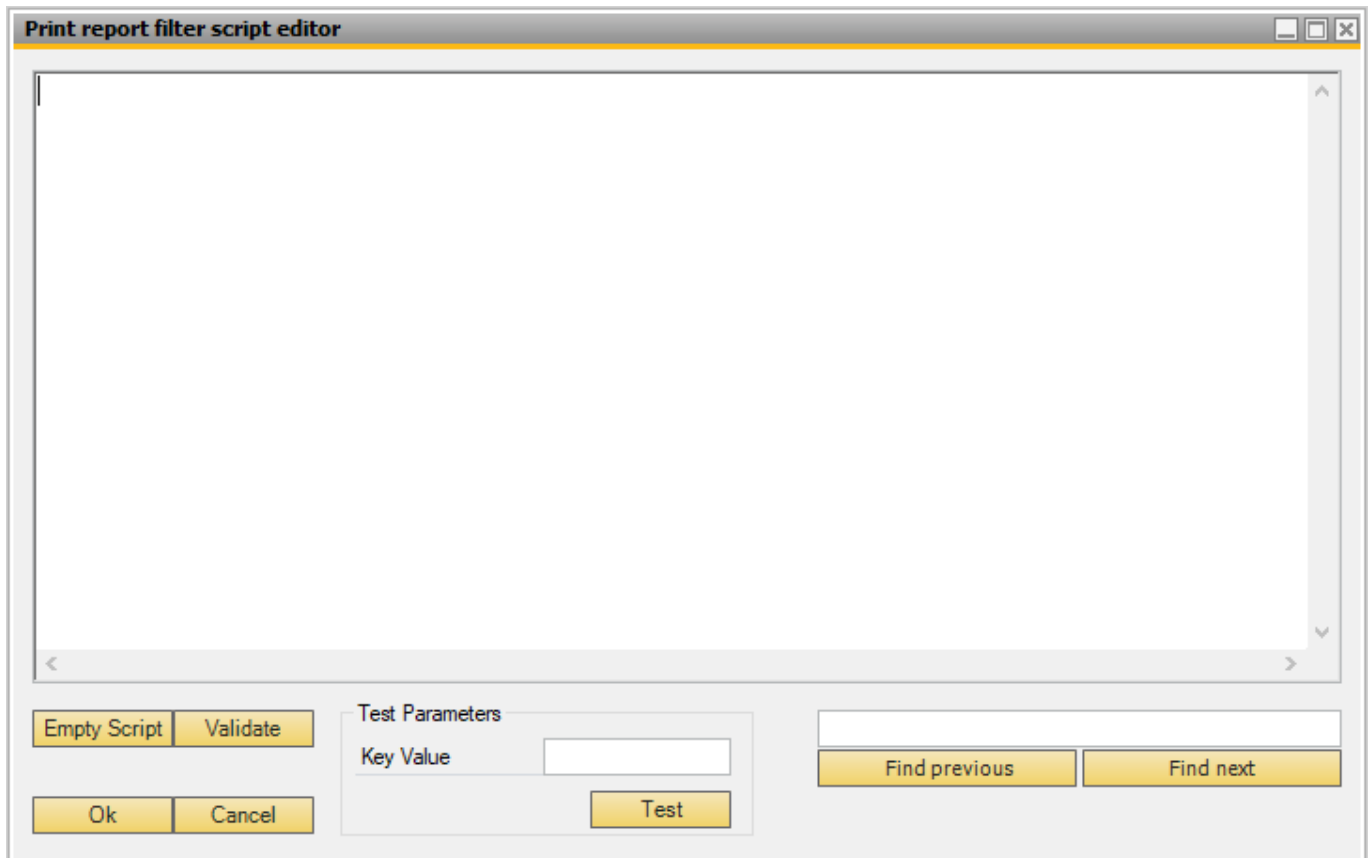 Print report filter script editor
Empty Script
Validate
Ok
Cancel
Test Parameters
Key Value
Test
Find previous
Find next